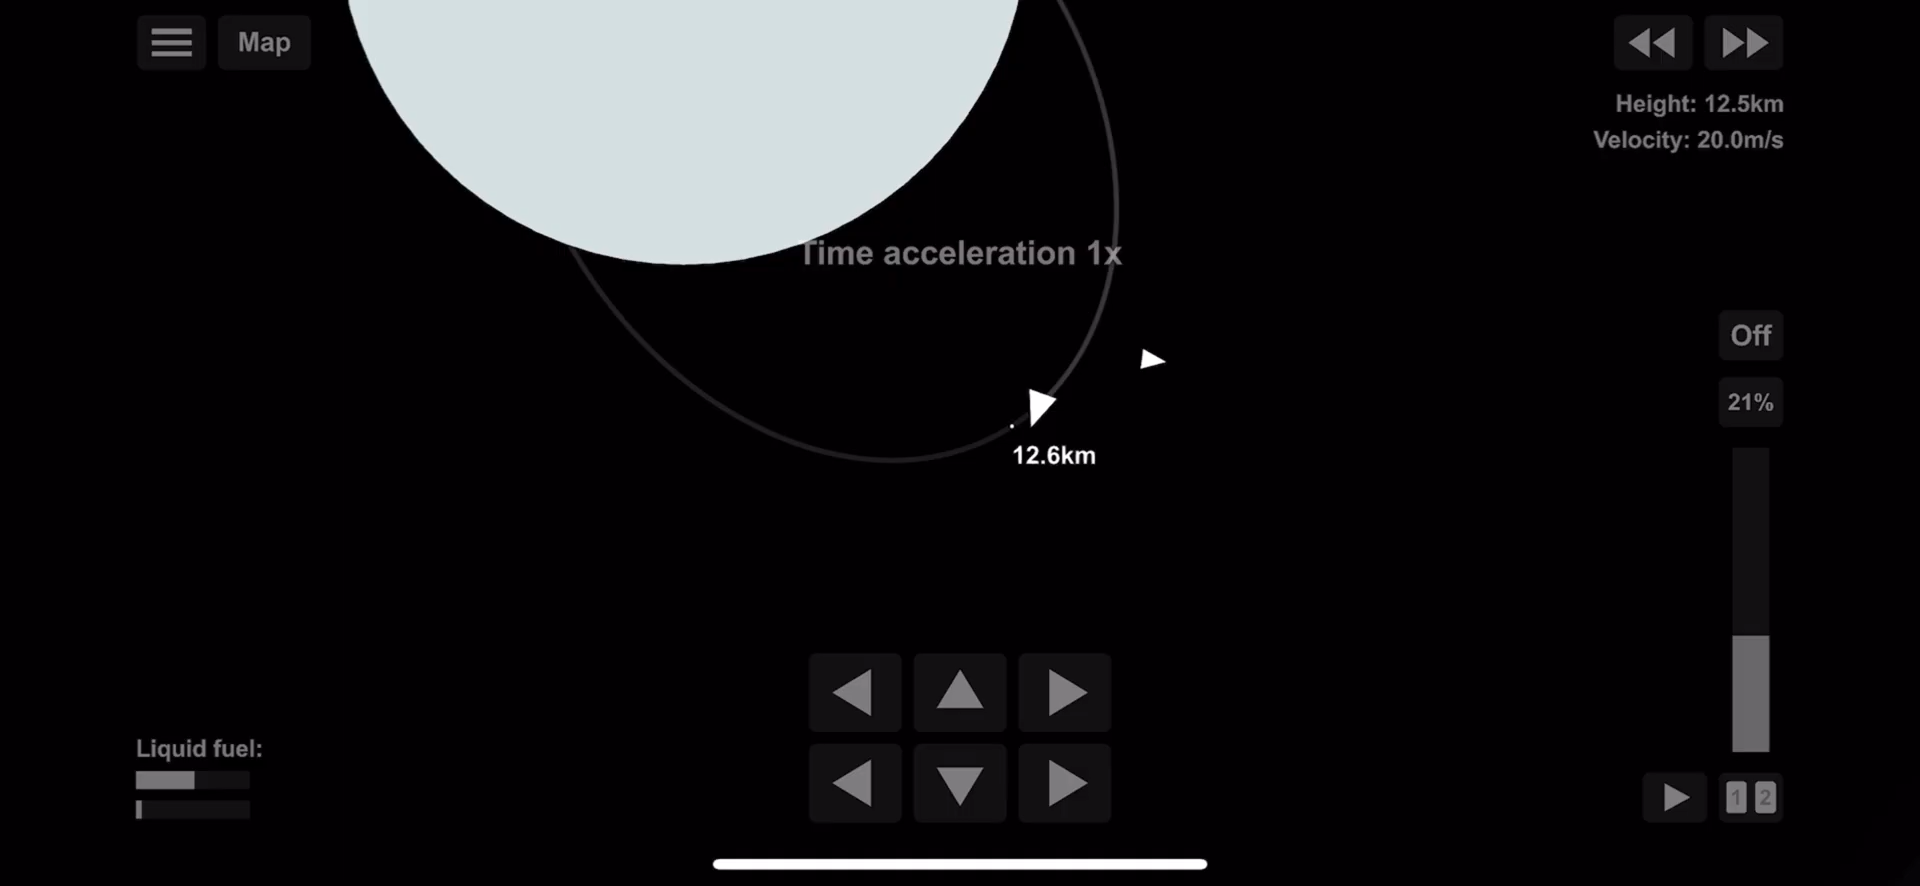 Map
Height: 12.5km
Velocity: 20.0m/s
Time acceleration 1x
Off
21%
12.6km
Liquid fuel:
1 2